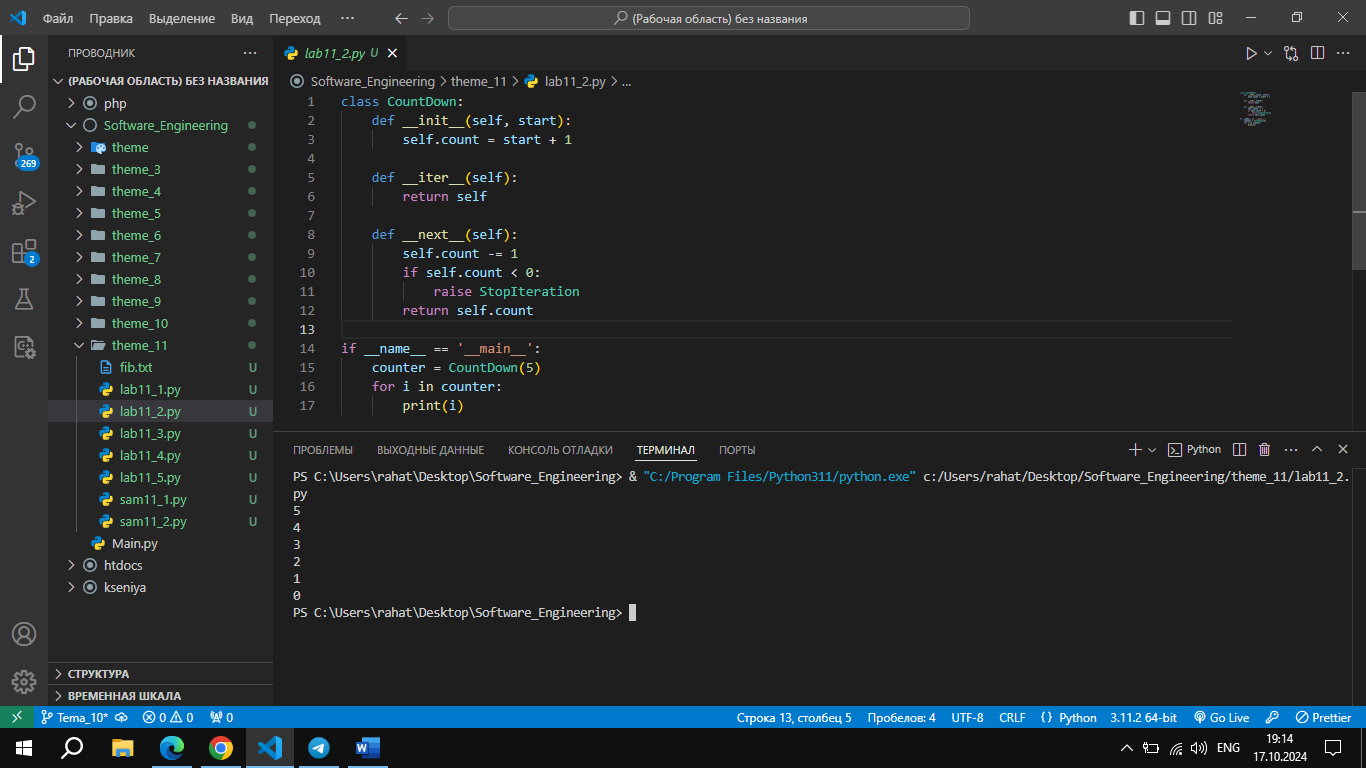 Файл Правка Выделение Вид Переход ··· (Рабочая область) без названия
ПРОВОДНИК ···
(РАБОЧАЯ ОБЛАСТЬ) БЕЗ НАЗВАНИЯ
php
Software_Engineering
theme
theme_3
theme_4
theme_5
theme_6
theme_7
theme_8
theme_9
theme_10
theme_11
fib.txt U
lab11_1.py U
lab11_2.py U
lab11_3.py U
lab11_4.py U
lab11_5.py U
sam11_1.py U
sam11_2.py U
Main.py
htdocs
kseniya
СТРУКТУРА
ВРЕМЕННАЯ ШКАЛА
269
2
lab11_2.py U
Software_Engineering > theme_11 > lab11_2.py > ...
1 class CountDown:
2 def __init__(self, start):
3 self.count = start + 1
4
5 def __iter__(self):
6 return self
7
8 def __next__(self):
9 self.count -= 1
10 if self.count < 0:
11 raise StopIteration
12 return self.count
13
14 if __name__ == '__main__':
15 counter = CountDown(5)
16 for i in counter:
17 print(i)
ПРОБЛЕМЫ ВЫХОДНЫЕ ДАННЫЕ КОНСОЛЬ ОТЛАДКИ ТЕРМИНАЛ ПОРТЫ Python
PS C:\Users\rahat\Desktop\Software_Engineering> & "C:/Program Files/Python311/python.exe" c:/Users/rahat/Desktop/Software_Engineering/theme_11/lab11_2.
py
5
4
3
2
1
0
PS C:\Users\rahat\Desktop\Software_Engineering>
Tema_10* 0 0 0 Строка 13, столбец 5 Пробелов: 4 UTF-8 CRLF Python 3.11.2 64-bit Go Live Prettier
ENG 19:14
17.10.2024